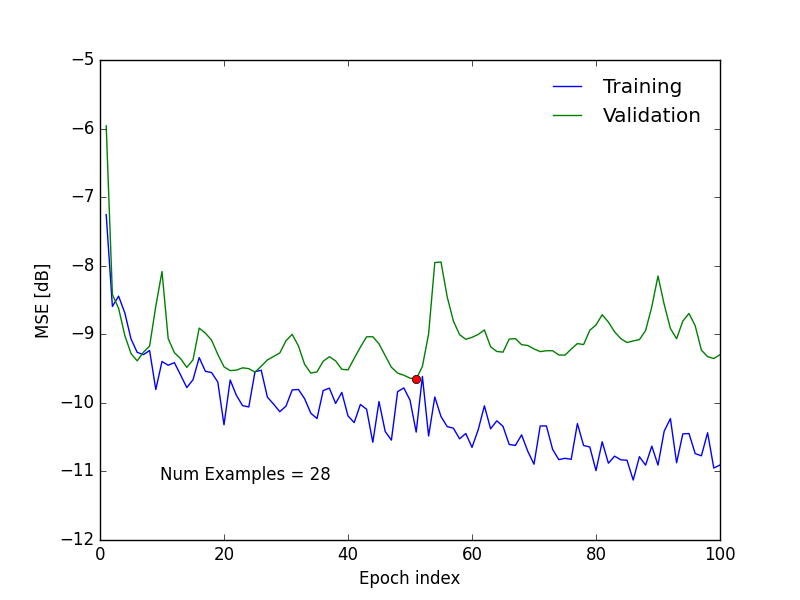 −5
−6
−7
−8
−9
−10
−11
−12
MSE [dB]
Training
Validation
Num Examples = 28
0 20 40 60 80 100
Epoch index